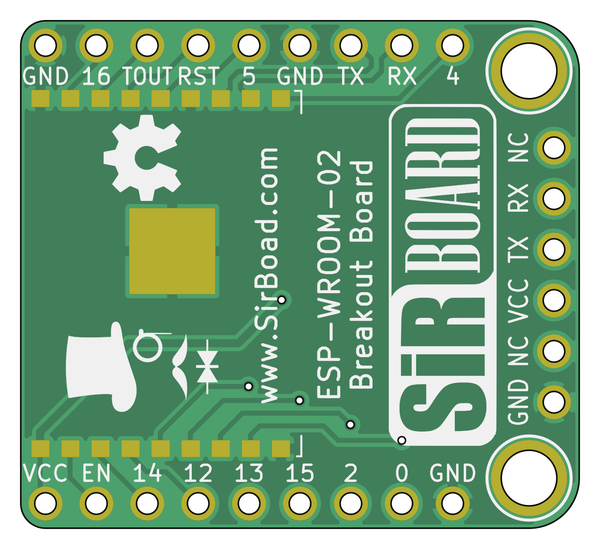 GND 16 TOUT RST 5 GND TX RX 4
www.SirBoad.com
ESP-WROOM-02
Breakout Board
SiR BOARD
NC
RX
TX
VCC
NC
GND
VCC EN 14 12 13 15 2 0 GND